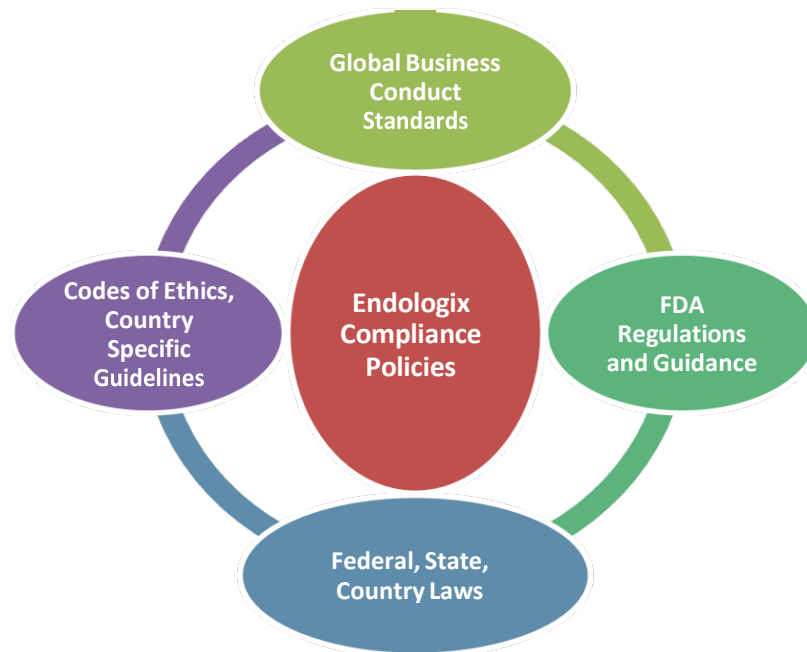 Global Business
Conduct
Standards
Codes of Ethics,
Country
Specific
Guidelines
Endologix
Compliance
Policies
FDA
Regulations
and Guidance
Federal, State,
Country Laws